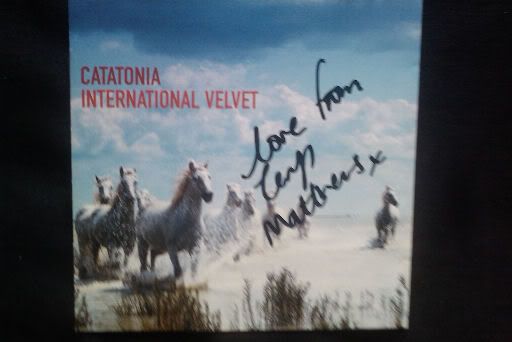 CATATONIA
INTERNATIONAL VELVET
love from
Cerys
Matthews x